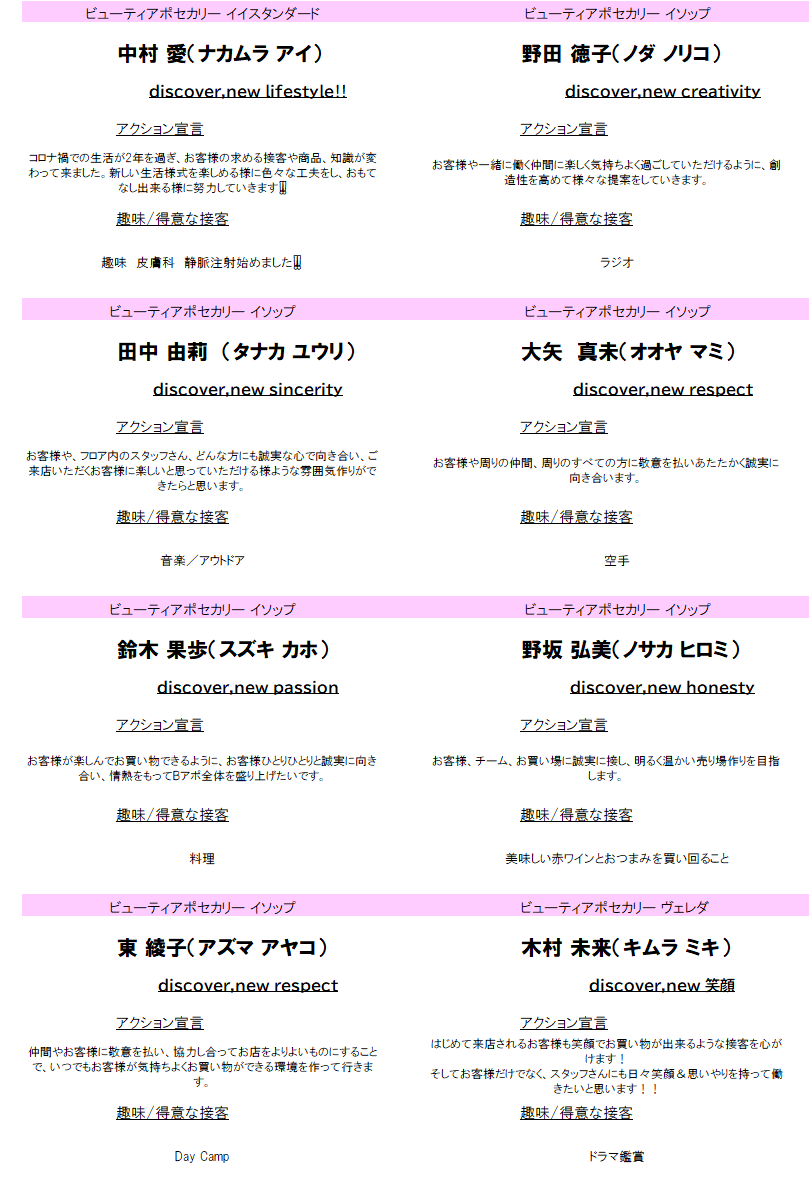 ビューティアポセカリー イイスタンダード
中村 愛(ナカムラ アイ)
discover,new lifestyle!!
アクション宣言
コロナ禍での生活が2年を過ぎ、お客様の求める接客や商品、知識が変
わって来ました。新しい生活様式を楽しめる様に色々な工夫をし、おもて
なし出来る様に努力していきます‼
趣味/得意な接客
趣味　皮膚科　静脈注射始めました‼
ビューティアポセカリー イソップ
野田 徳子(ノダ ノリコ)
discover,new creativity
アクション宣言
お客様や一緒に働く仲間に楽しく気持ちよく過ごしていただけるように、創
造性を高めて様々な提案をしていきます。
趣味/得意な接客
ラジオ
ビューティアポセカリー イソップ
田中 由莉 (タナカ ユウリ)
discover,new sincerity
アクション宣言
お客様や、フロア内のスタッフさん、どんな方にも誠実な心で向き合い、ご
来店いただくお客様に楽しいと思っていただける様ような雰囲気作りがで
きたらと思います。
趣味/得意な接客
音楽／アウトドア
ビューティアポセカリー イソップ
大矢　真未(オオヤ マミ)
discover,new respect
アクション宣言
お客様や周りの仲間、周りのすべての方に敬意を払いあたたかく誠実に
向き合います。
趣味/得意な接客
空手
ビューティアポセカリー イソップ
鈴木 果歩(スズキ カホ)
discover,new passion
アクション宣言
お客様が楽しんでお買い物できるように、お客様ひとりひとりと誠実に向き
合い、情熱をもってBアポ全体を盛り上げたいです。
趣味/得意な接客
料理
ビューティアポセカリー イソップ
野坂 弘美(ノサカ ヒロミ)
discover,new honesty
アクション宣言
お客様、チーム、お買い場に誠実に接し、明るく温かい売り場作りを目指
します。
趣味/得意な接客
美味しい赤ワインとおつまみを買い回ること
ビューティアポセカリー イソップ
東 綾子(アズマ アヤコ)
discover,new respect
アクション宣言
仲間やお客様に敬意を払い、協力し合ってお店をよりよいものにすること
で、いつでもお客様が気持ちよくお買い物ができる環境を作って行きま
す。
趣味/得意な接客
Day Camp
ビューティアポセカリー ヴェレダ
木村 未来(キムラ ミキ)
discover,new 笑顔
アクション宣言
はじめて来店されるお客様も笑顔でお買い物が出来るような接客を心が
けます！
そしてお客様だけでなく、スタッフさんにも日々笑顔＆思いやりを持って働
きたいと思います！！
趣味/得意な接客
ドラマ鑑賞